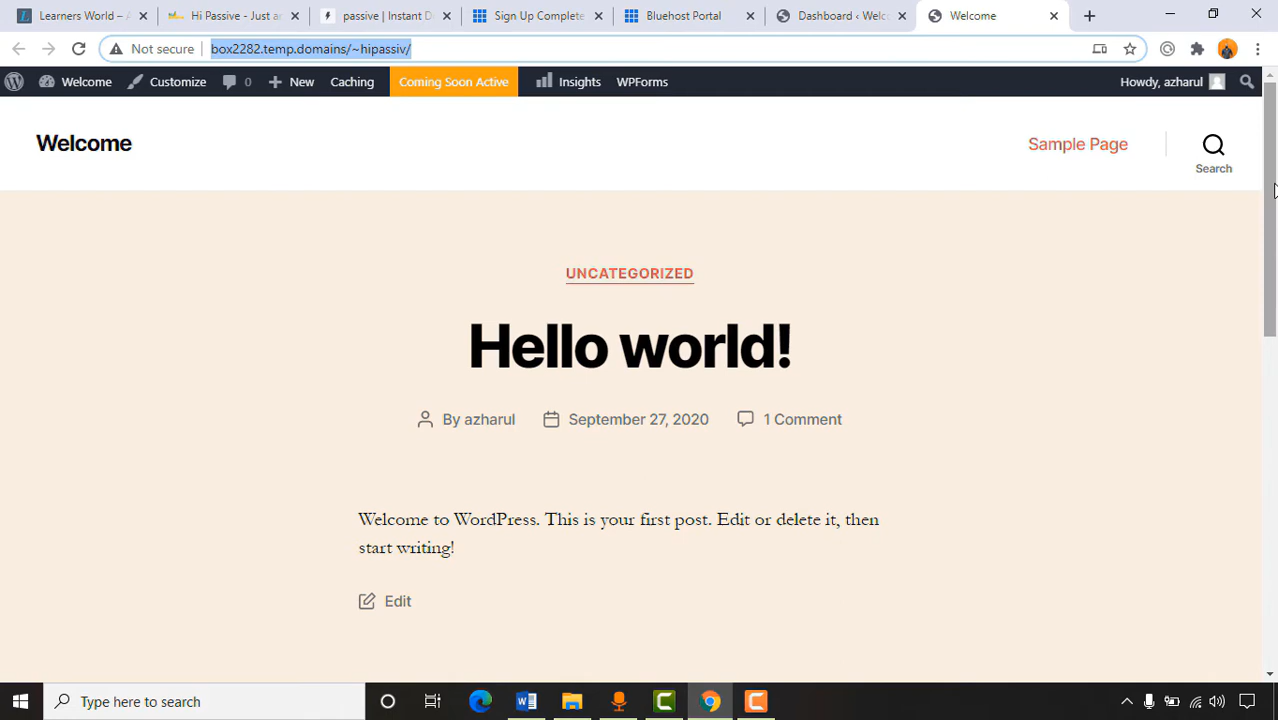 Learners World – A
Hi Passive - Just an
passive | Instant D
Sign Up Complete
Bluehost Portal
Dashboard ‹ Welc
Welcome
Not secure
box2282.temp.domains/~hipassiv/
Welcome
Customize
0
New
Caching
Coming Soon Active
Insights
WPForms
Howdy, azharul
Welcome
Sample Page
Search
UNCATEGORIZED
Hello world!
By azharul
September 27, 2020
1 Comment
Welcome to WordPress. This is your first post. Edit or delete it, then
start writing!
Edit
Type here to search